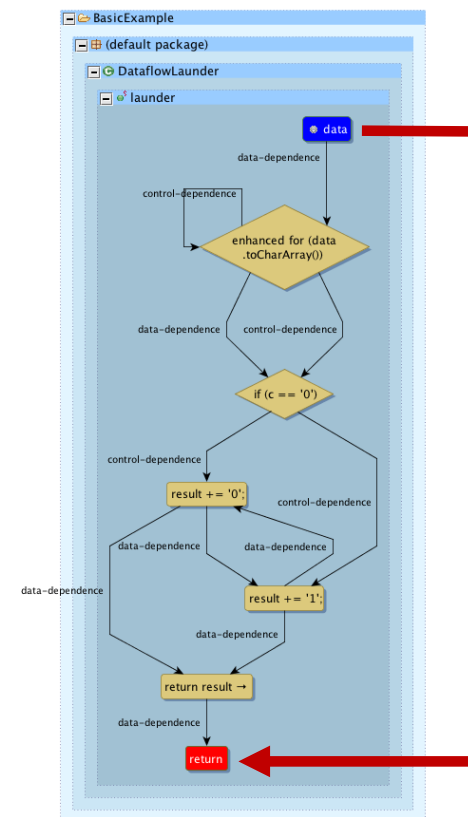 BasicExample
(default package)
DataflowLaunder
launder
data
data-dependence
control-dependence
enhanced for (data
.toCharArray())
data-dependence
control-dependence
if (c == '0')
control-dependence
result += '0';
control-dependence
data-dependence
data-dependence
data-dependence
result += '1';
data-dependence
return result →
data-dependence
return